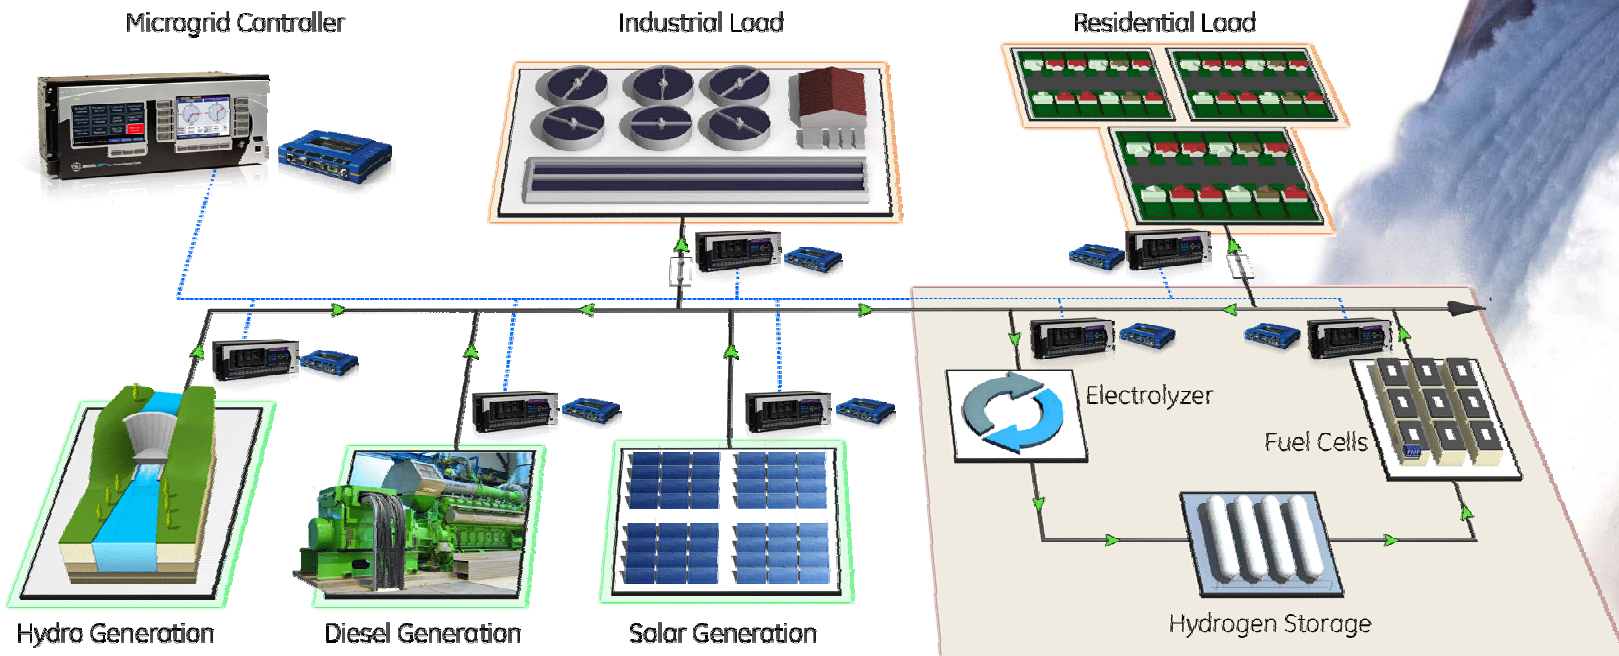 Microgrid Controller
Industrial Load
Residential Load
Electrolyzer
Fuel Cells
Hydrogen Storage
Hydro Generation
Diesel Generation
Solar Generation